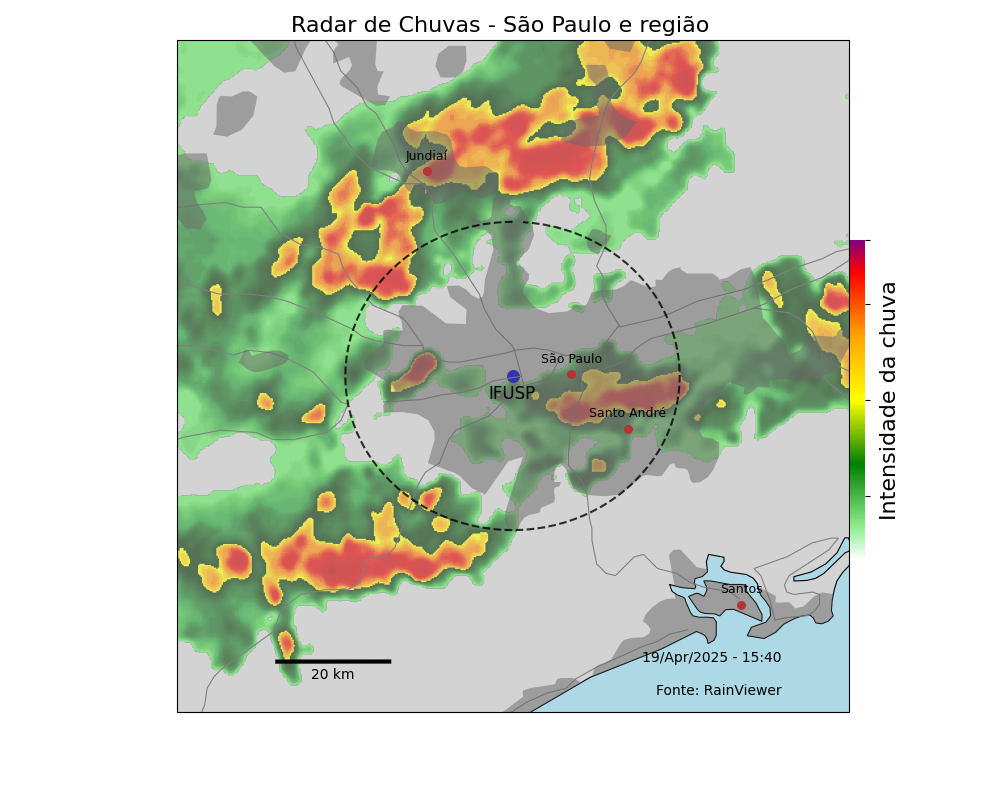 Radar de Chuvas - São Paulo e região
Jundiaí
São Paulo
IFUSP
Santo André
Santos
19/Apr/2025 - 15:40
20 km
Fonte: RainViewer
Intensidade da chuva